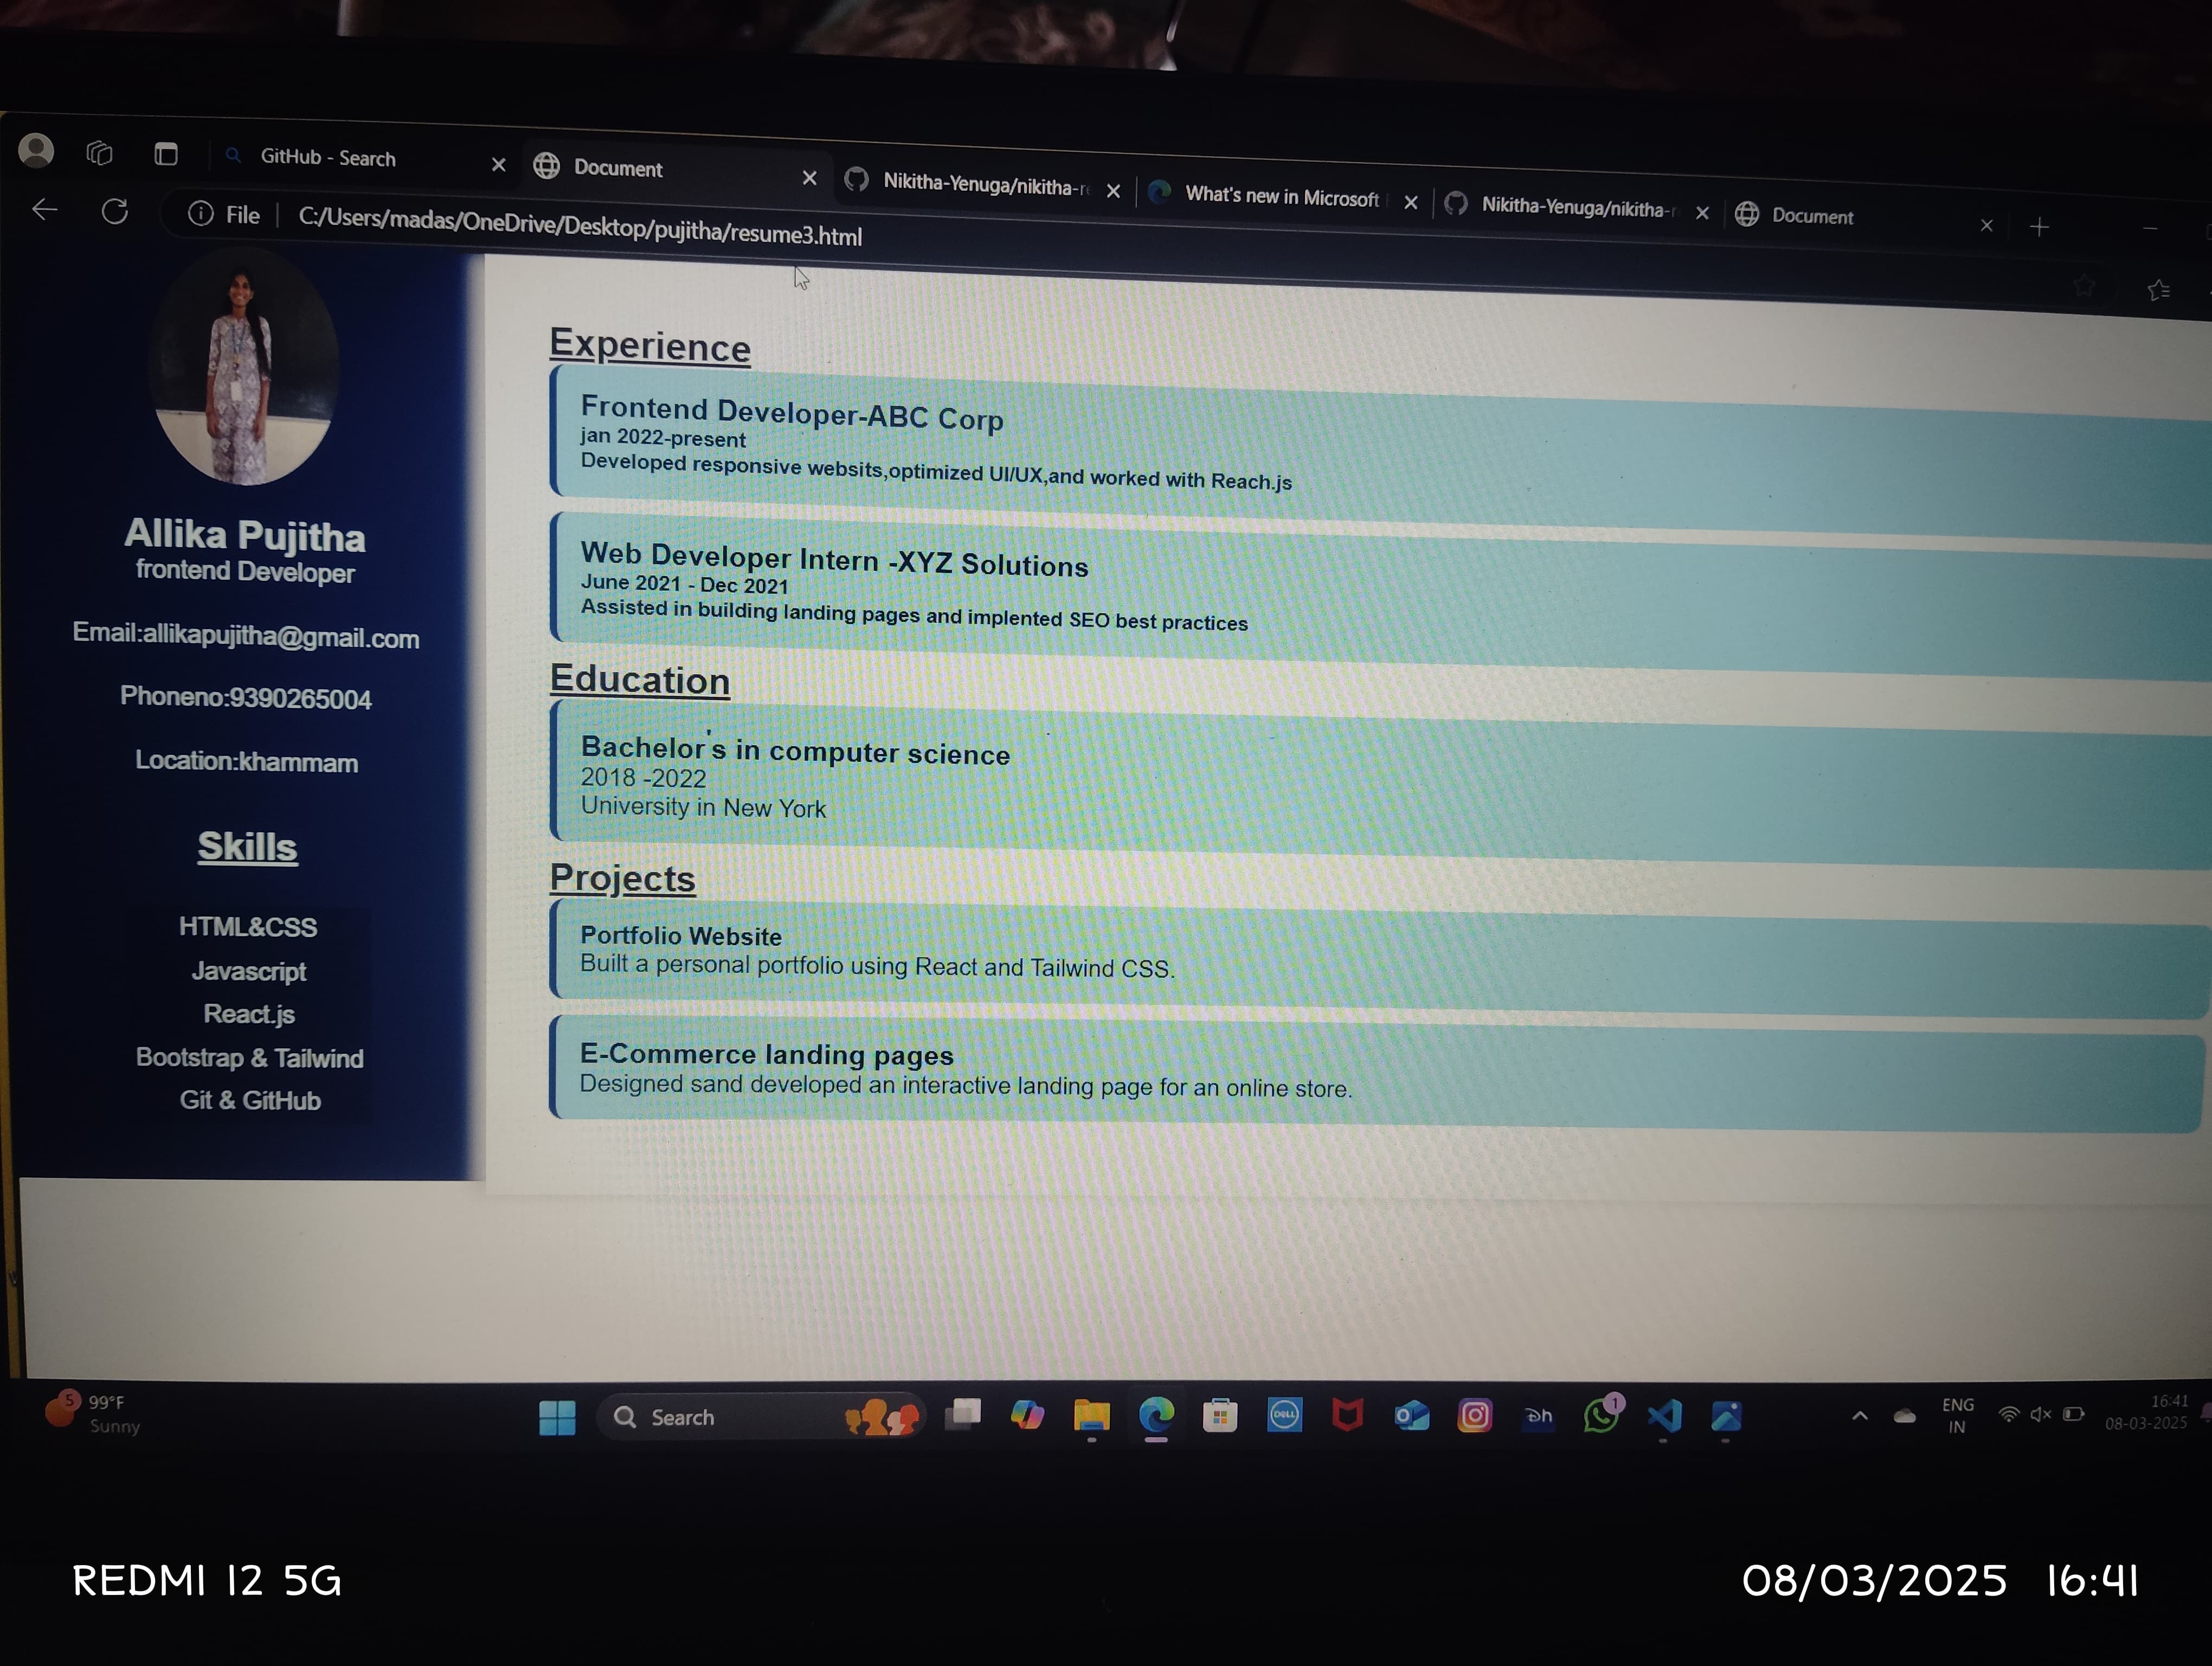 GitHub - Search
Document
Nikitha-Yenuga/nikitha-r
What's new in Microsoft
Nikitha-Yenuga/nikitha-r
Document
File
C:/Users/madas/OneDrive/Desktop/pujitha/resume3.html
Allika Pujitha
frontend Developer
Email:allikapujitha@gmail.com
Phoneno:9390265004
Location:khammam
Skills
HTML&CSS
Javascript
React.js
Bootstrap & Tailwind
Git & GitHub
Experience
Frontend Developer-ABC Corp
jan 2022-present
Developed responsive websits,optimized UI/UX,and worked with Reach.js
Web Developer Intern -XYZ Solutions
June 2021 - Dec 2021
Assisted in building landing pages and implented SEO best practices
Education
Bachelor's in computer science
2018 -2022
University in New York
Projects
Portfolio Website
Built a personal portfolio using React and Tailwind CSS.
E-Commerce landing pages
Designed sand developed an interactive landing page for an online store.
5
99°F
Sunny
Search
DELL
Dh
1
ENG
IN
16:41
08-03-2025
REDMI 12 5G
08/03/2025 16:41